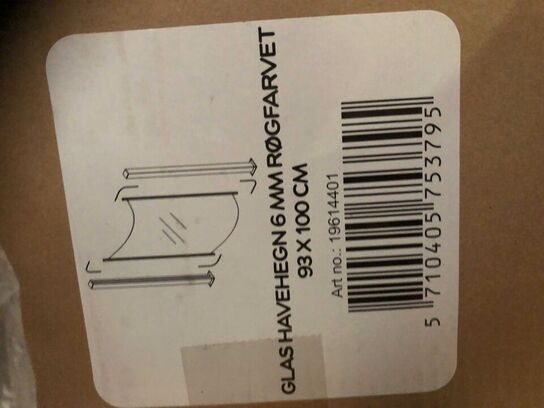 GLAS HAVEHEGN 6 MM RØGFARVET
93 X 100 CM
Art no.: 19614401
5 710405 753795